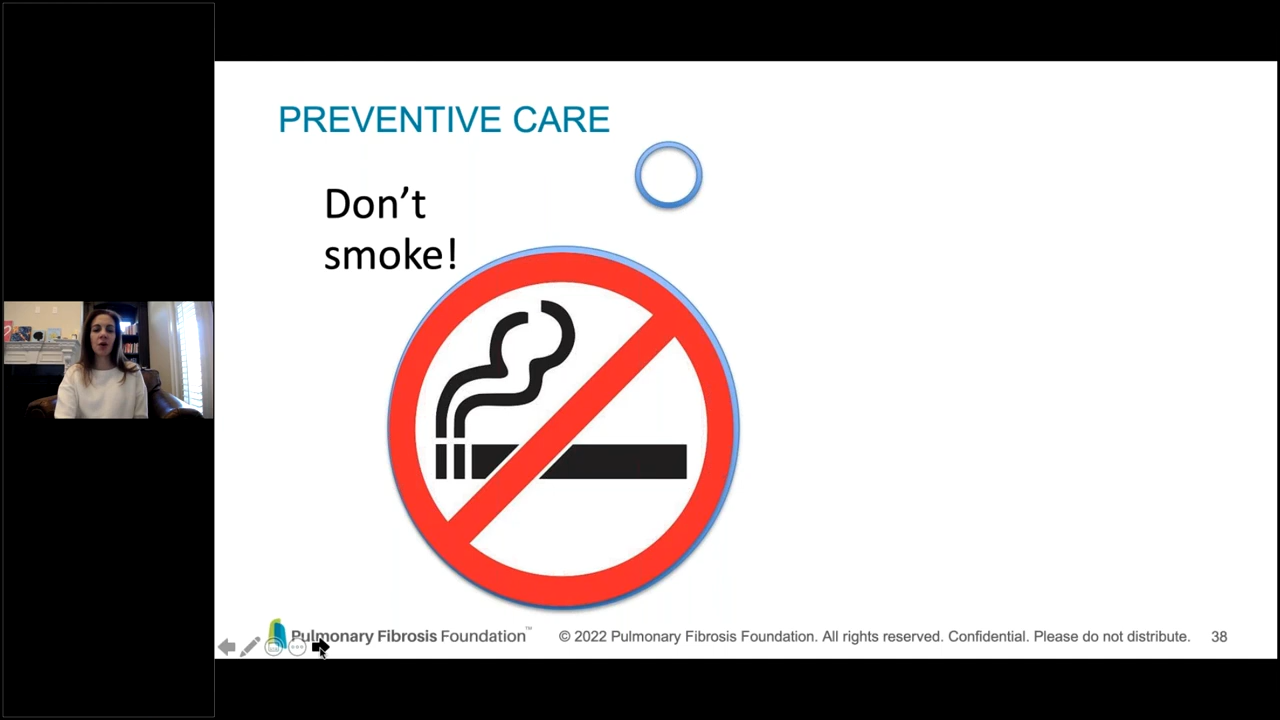 PREVENTIVE CARE
Don’t
smoke!
Pulmonary Fibrosis Foundation™
© 2022 Pulmonary Fibrosis Foundation. All rights reserved. Confidential. Please do not distribute.
38